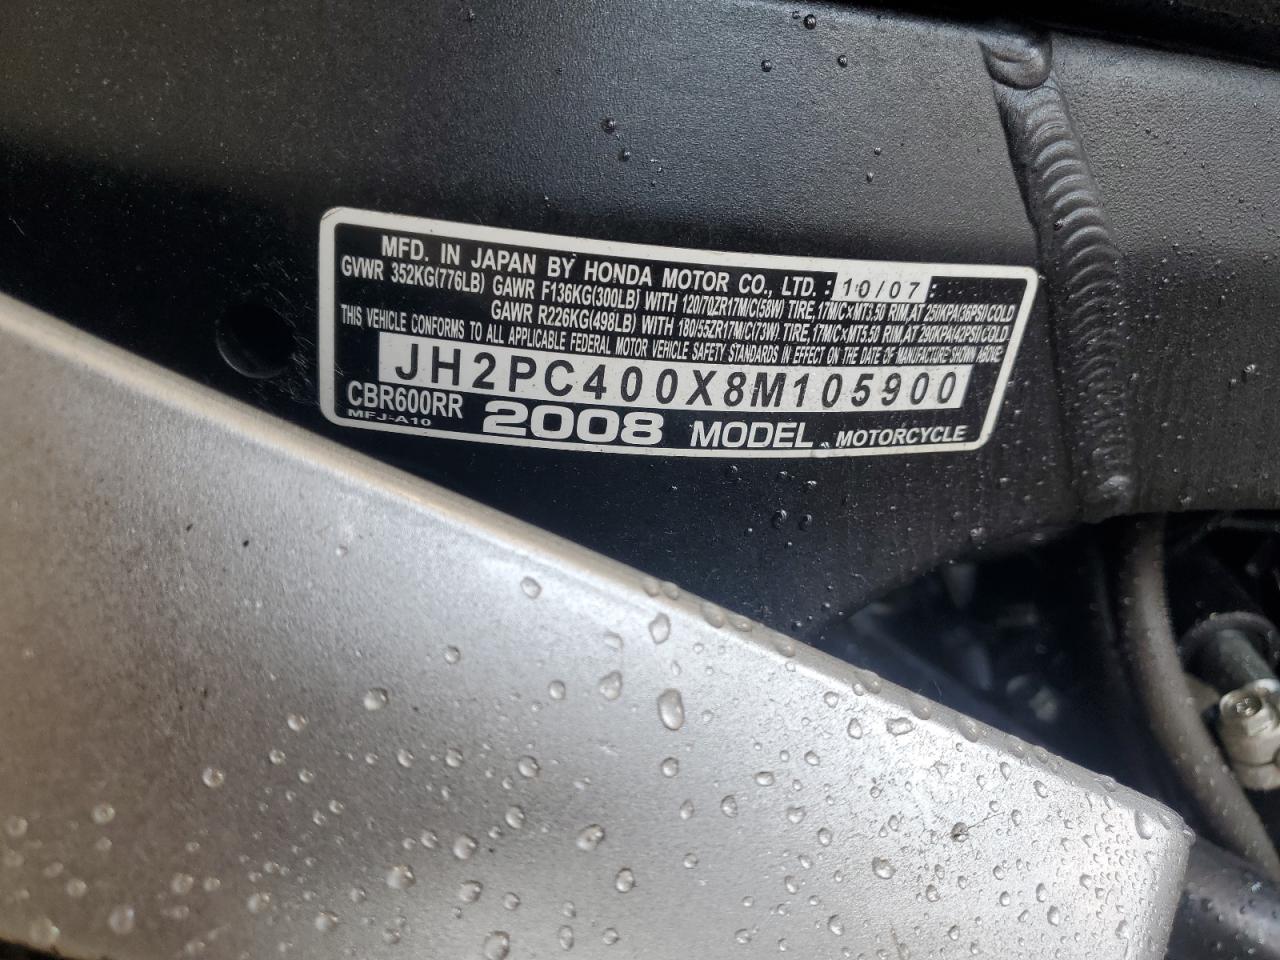 MFD. IN JAPAN BY HONDA MOTOR CO., LTD. : 10/07 :
GVWR 352KG(776LB) GAWR F136KG(300LB) WITH 120/70ZR17M/C(58W) TIRE, 17M/C×MT3.50 RIM, AT 250KPA(36PSI)COLD
GAWR R226KG(498LB) WITH 180/55ZR17M/C(73W) TIRE, 17M/C×MT5.50 RIM, AT 290KPA(42PSI)COLD
THIS VEHICLE CONFORMS TO ALL APPLICABLE FEDERAL MOTOR VEHICLE SAFETY STANDARDS IN EFFECT ON THE DATE OF MANUFACTURE SHOWN ABOVE
JH2PC400X8M105900
CBR600RR 2008 MODEL MOTORCYCLE
MFJ-A10